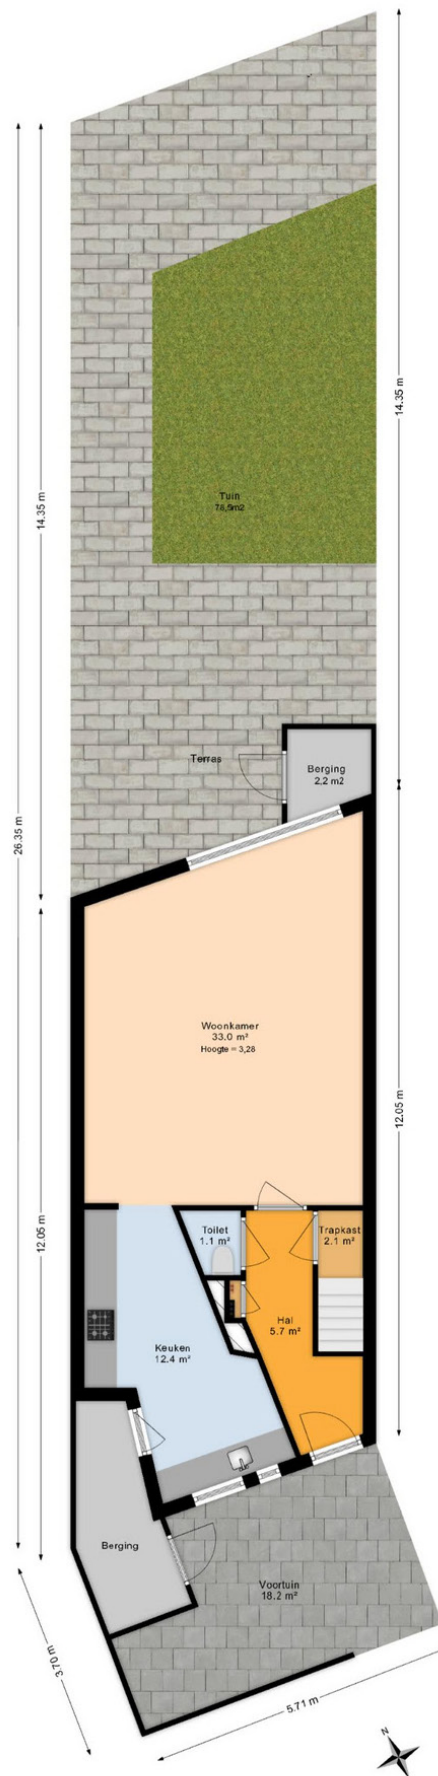 14.35 m
14.35 m
26.35 m
Tuin
78,5m2
Terras
Berging
2,2 m2
Woonkamer
33.0 m²
Hoogte = 3,28
12.05 m
12.05 m
Toilet
1.1 m²
Trapkast
2.1 m²
Hal
5.7 m²
Keuken
12.4 m²
Berging
Voortuin
18.2 m²
3.70 m
5.71 m
N